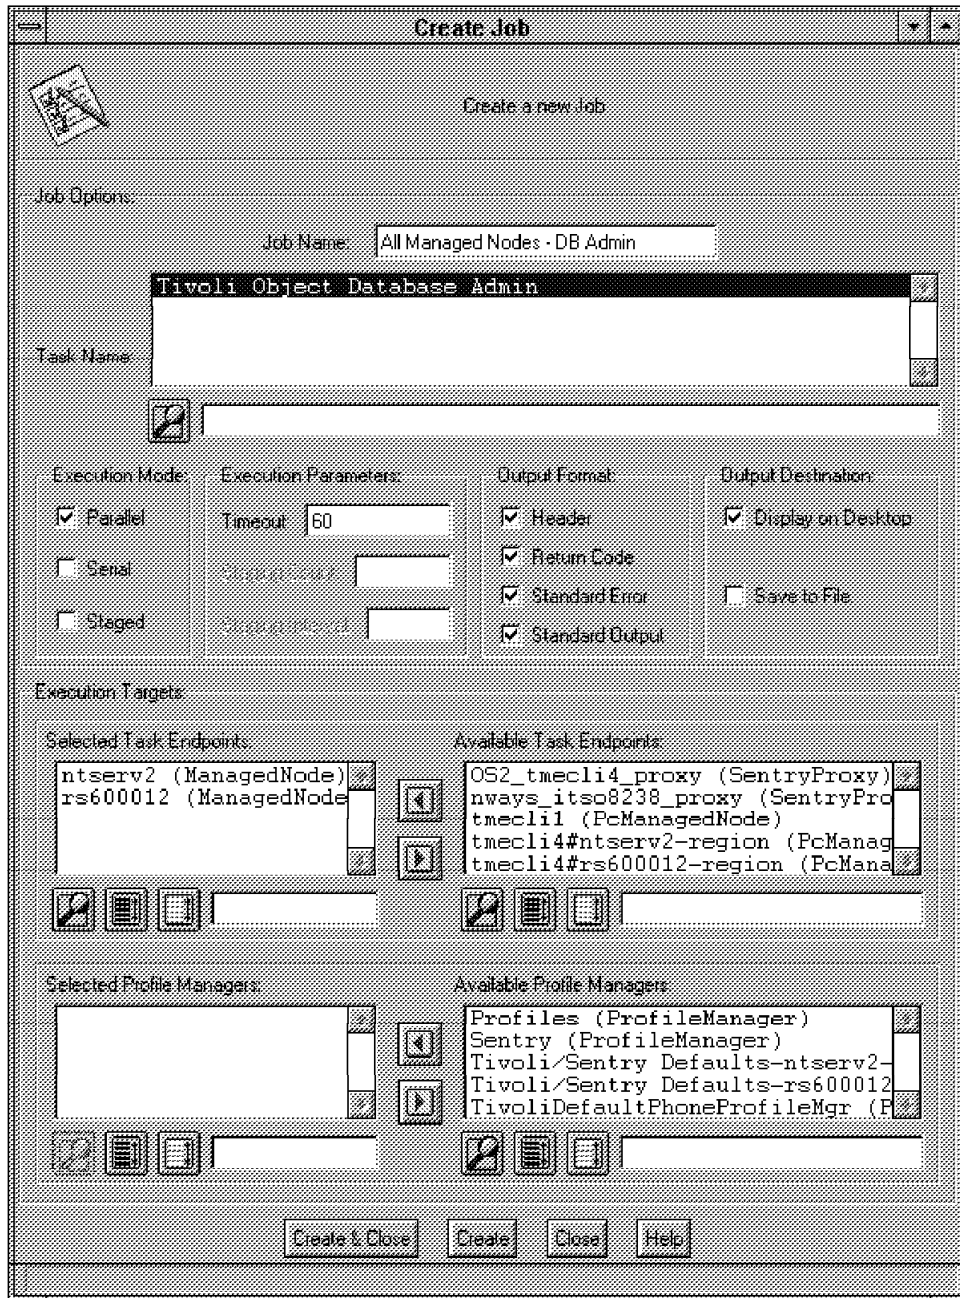 Create Job
Create a new Job
Job Options:
Job Name: All Managed Nodes - DB Admin
Tivoli Object Database Admin
Task Name:
Execution Mode: Execution Parameters: Output Format: Output Destination:
Parallel Timeout: 60 Header Display on Desktop
Serial Return Code
Standard Error Save to File
Staged Standard Output
Execution Targets:
Selected Task Endpoints: Available Task Endpoints:
ntserv2 (ManagedNode) OS2_tmecli4_proxy (SentryProxy)
rs600012 (ManagedNode nways_itso8238_proxy (SentryPro
tmecli1 (PcManagedNode)
tmecli4#ntserv2-region (PcManag
tmecli4#rs600012-region (PcMana
Selected Profile Managers: Available Profile Managers:
Profiles (ProfileManager)
Sentry (ProfileManager)
Tivoli/Sentry Defaults-ntserv2-
Tivoli/Sentry Defaults-rs600012
TivoliDefaultPhoneProfileMgr (P
Create & Close Create Close Help